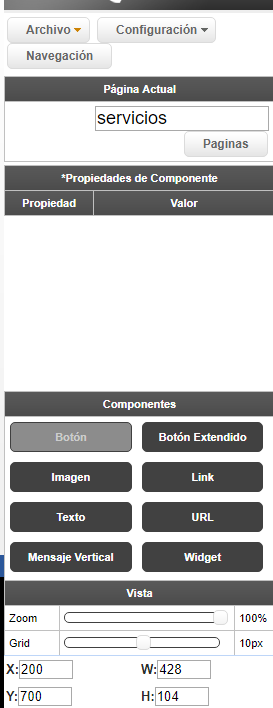 Archivo Configuración
Navegación
Página Actual
servicios
Paginas
*Propiedades de Componente
Propiedad Valor
Componentes
Botón Botón Extendido
Imagen Link
Texto URL
Mensaje Vertical Widget
Vista
Zoom 100%
Grid 10px
X: 200 W: 428
Y: 700 H: 104